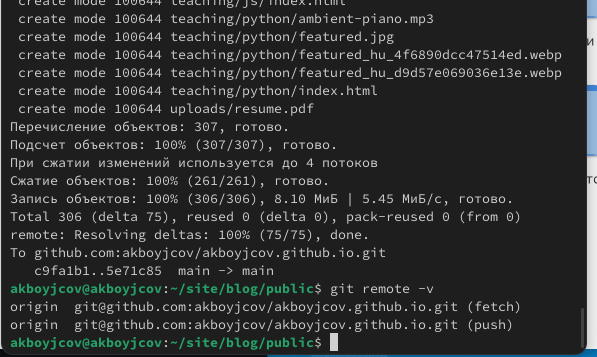 create mode 100644 teaching/js/index.html
create mode 100644 teaching/python/ambient-piano.mp3
create mode 100644 teaching/python/featured.jpg
create mode 100644 teaching/python/featured_hu_4f6890dcc47514ed.webp
create mode 100644 teaching/python/featured_hu_d9d57e069036e13e.webp
create mode 100644 teaching/python/index.html
create mode 100644 uploads/resume.pdf
Перечисление объектов: 307, готово.
Подсчет объектов: 100% (307/307), готово.
При сжатии изменений используется до 4 потоков
Сжатие объектов: 100% (261/261), готово.
Запись объектов: 100% (306/306), 8.10 МиБ | 5.45 МиБ/с, готово.
Total 306 (delta 75), reused 0 (delta 0), pack-reused 0 (from 0)
remote: Resolving deltas: 100% (75/75), done.
To github.com:akboyjcov/akboyjcov.github.io.git
c9fa1b1..5e71c85  main -> main
akboyjcov@akboyjcov:~/site/blog/public$ git remote -v
origin  git@github.com:akboyjcov/akboyjcov.github.io.git (fetch)
origin  git@github.com:akboyjcov/akboyjcov.github.io.git (push)
akboyjcov@akboyjcov:~/site/blog/public$